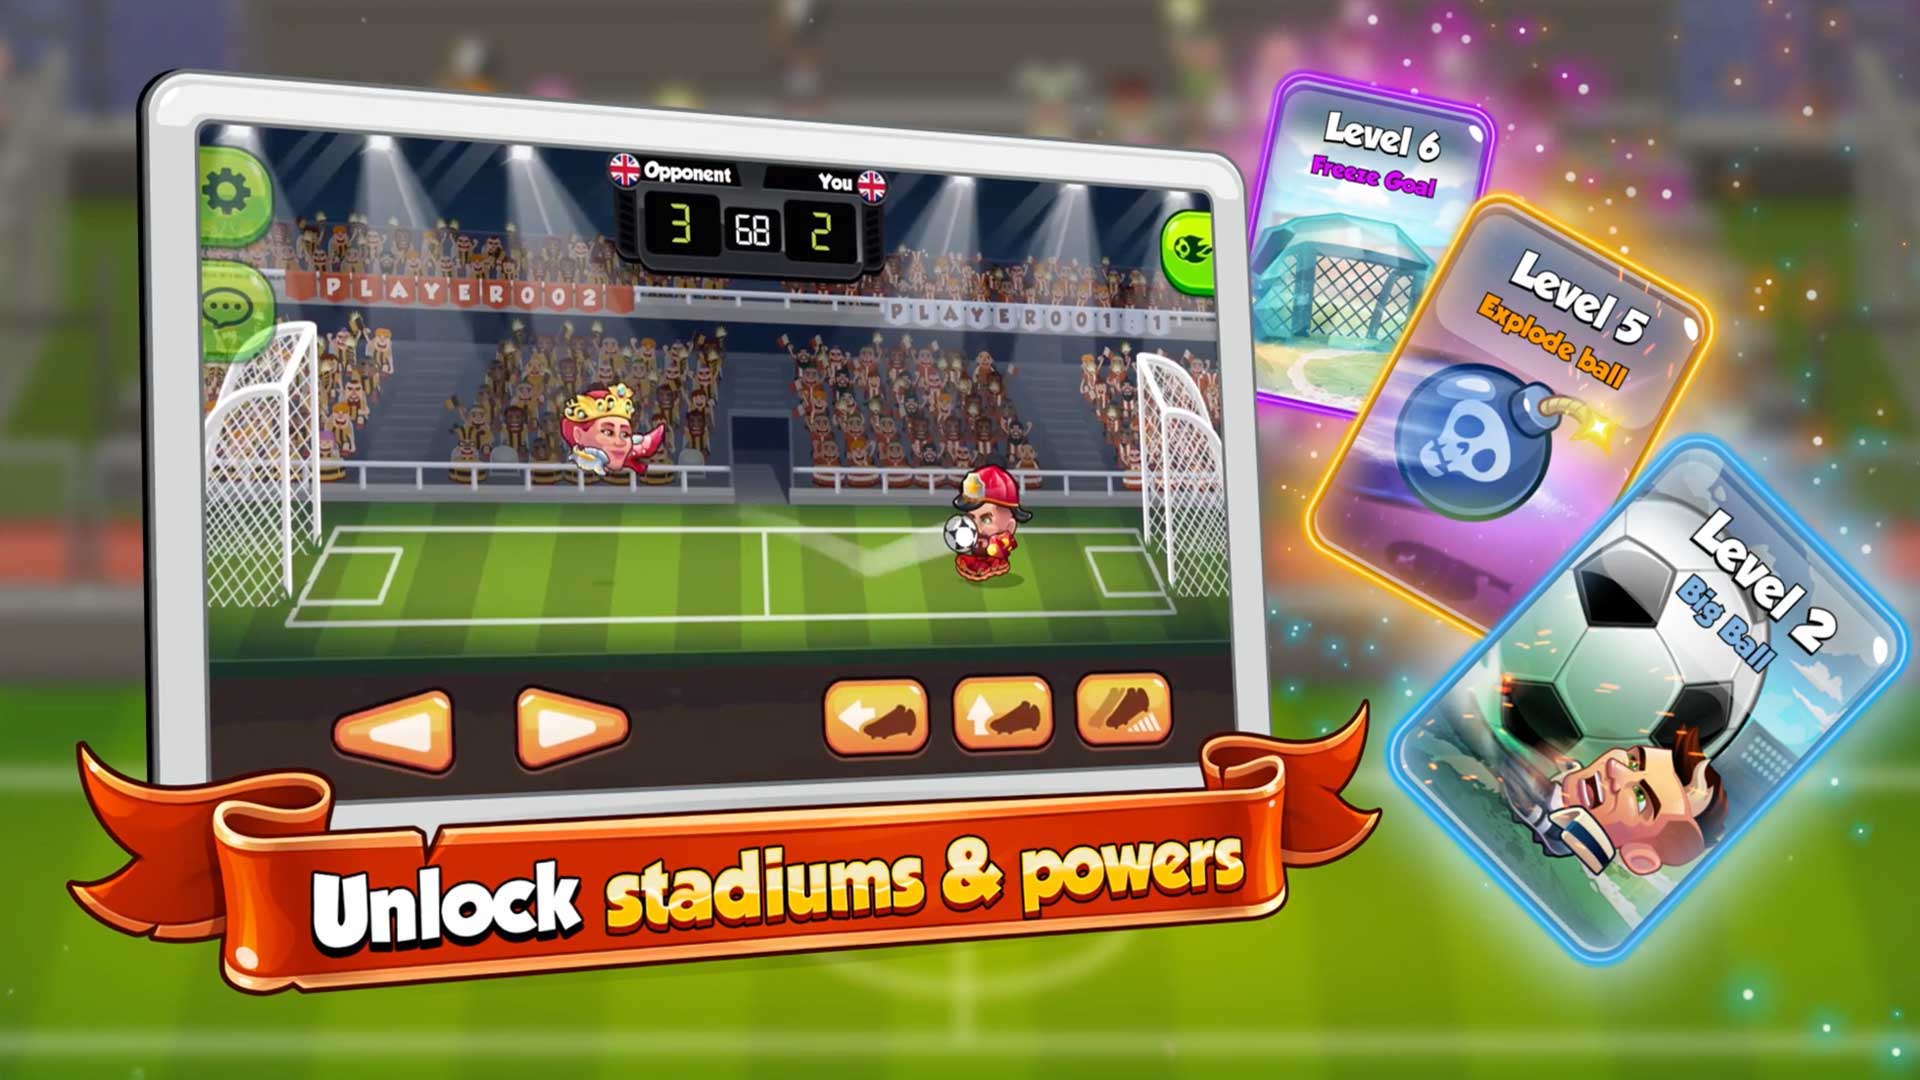 Opponent
You
3
68
2
PLAYER002
PLAYER001:1
Level 6
Freeze Goal
Level 5
Explode ball
Level 2
Big Ball
Unlock stadiums & powers